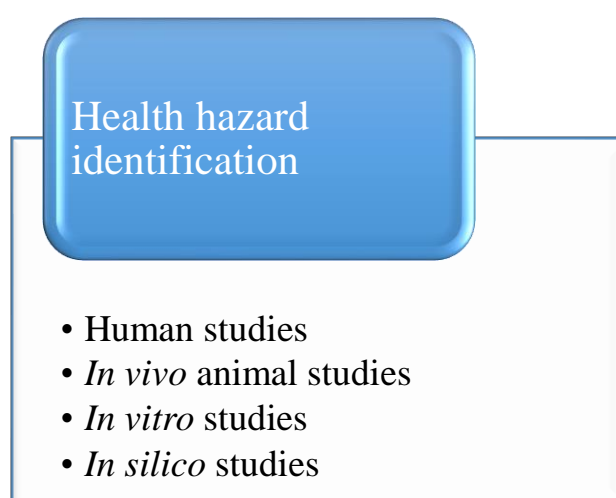 Health hazard
identification
• Human studies
• In vivo animal studies
• In vitro studies
• In silico studies